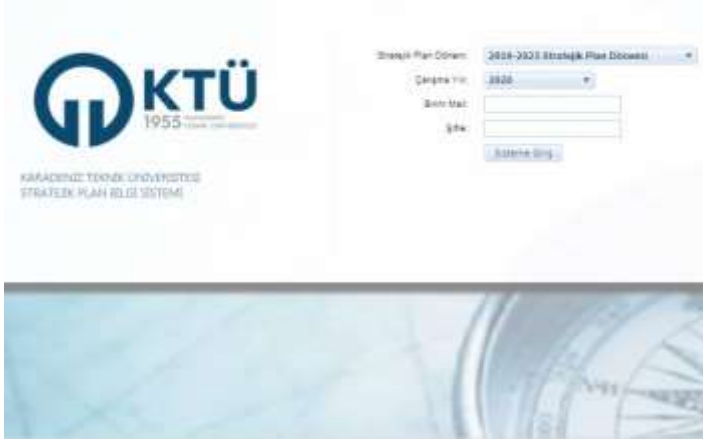 KTÜ
1955
KARADENİZ TEKNİK ÜNİVERSİTESİ
STRATEJİK PLAN BİLGİ SİSTEMİ
Stratejik Plan Dönemi: 2019-2023 Stratejik Plan Dönemi
Çalışma Yılı: 2020
Birim Mail:
Şifre:
Sisteme Giriş